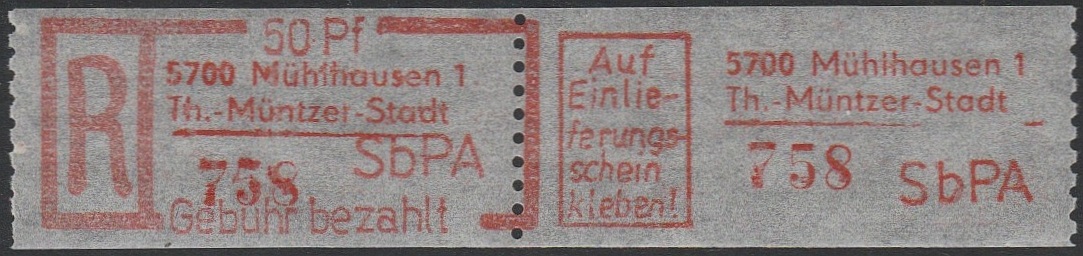 50 Pf
R
5700 Mühlhausen 1
Th.-Müntzer-Stadt
SbPA
758
Gebühr bezahlt
Auf
Einlie-
ferungs-
schein
kleben!
5700 Mühlhausen 1
Th.-Müntzer-Stadt
758
SbPA